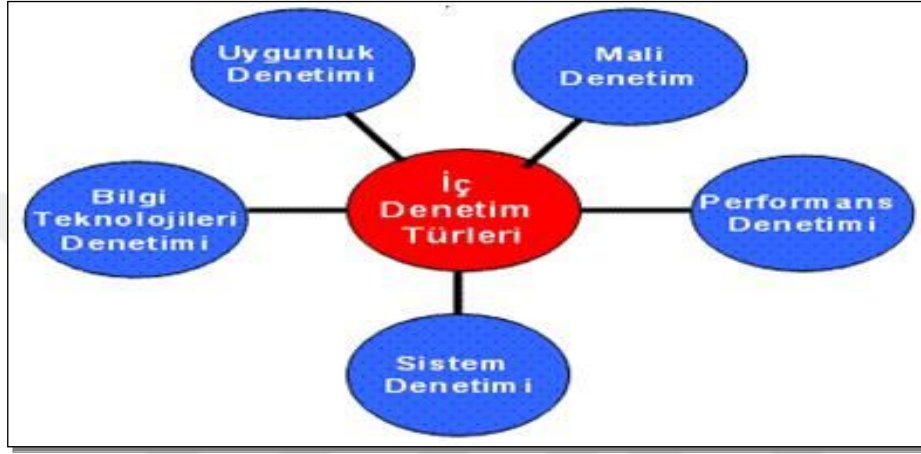 Uygunluk
Denetimi
Mali
Denetim
İç
Denetim
Türleri
Bilgi
Teknolojileri
Denetimi
Performans
Denetimi
Sistem
Denetimi